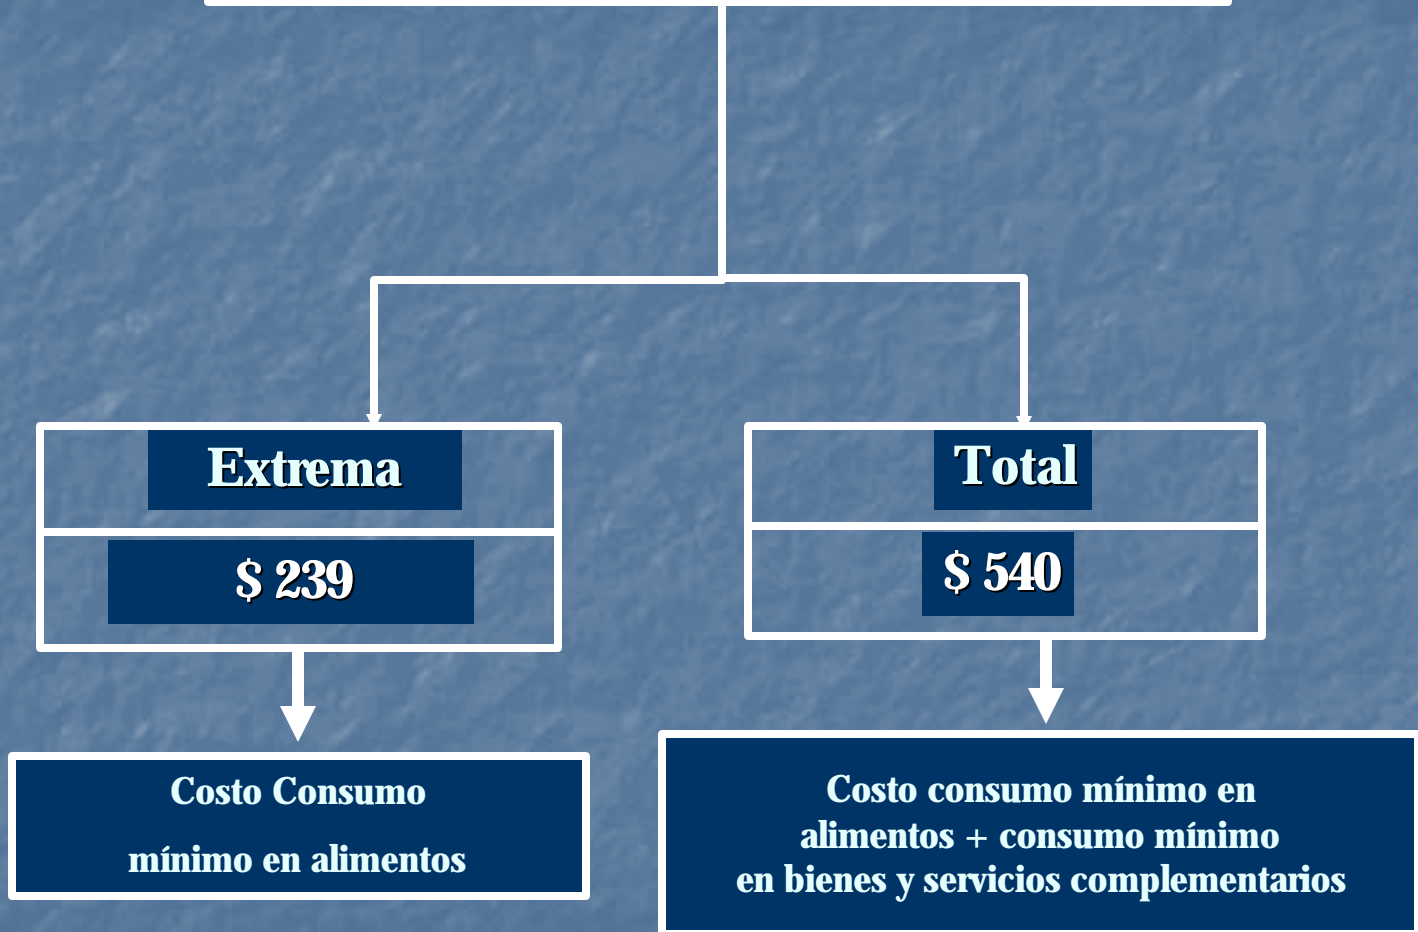 Extrema
Total
$ 239
$ 540
Costo Consumo
mínimo en alimentos
Costo consumo mínimo en
alimentos + consumo mínimo
en bienes y servicios complementarios